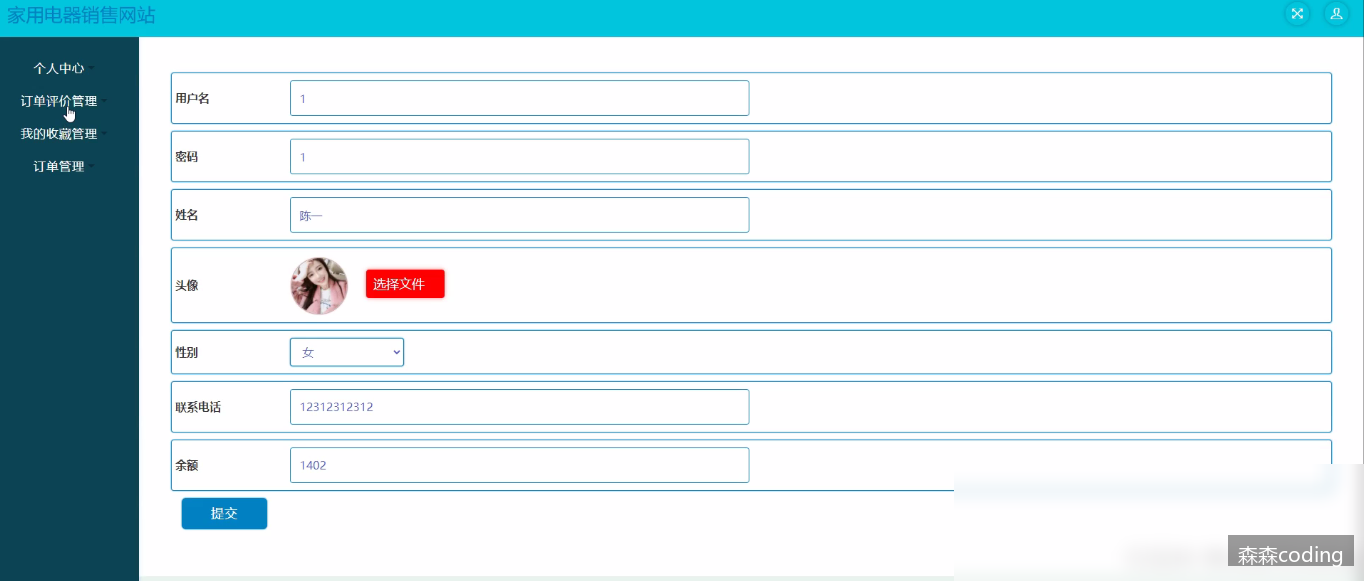 家用电器销售网站
个人中心
订单评价管理
我的收藏管理
订单管理
用户名 1
密码 1
姓名 陈一
头像 选择文件
性别 女
联系电话 12312312312
余额 1402
提交
森森coding